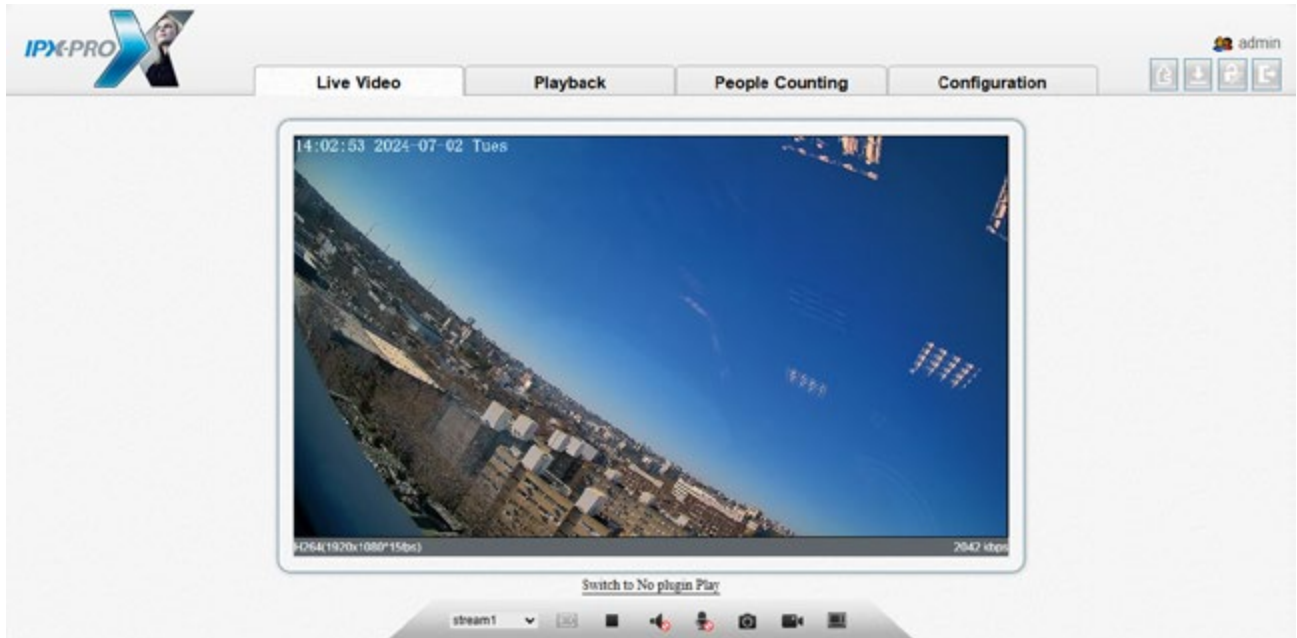 IPX-PRO
admin
Live Video
Playback
People Counting
Configuration
14:02:53 2024-07-02 Tues
H264(1920x1080*15fps)
2042 kbps
Switch to No plugin Play
stream1